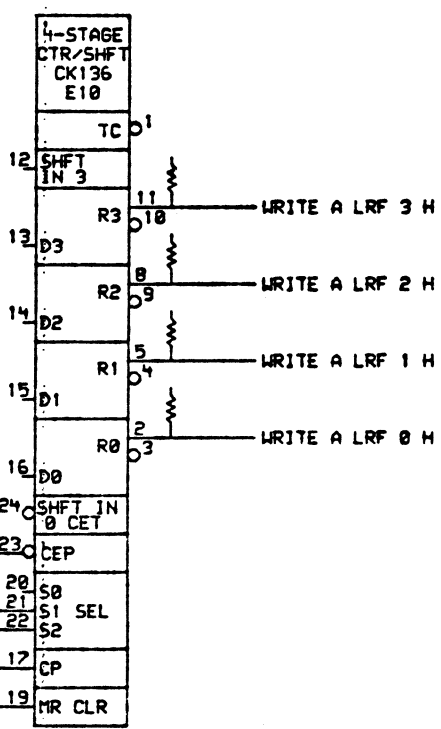 4-STAGE
CTR/SHFT
CK136
E10
TC 1
12 SHFT
IN 3
11
R3 WRITE A LRF 3 H
10
13 D3
8
R2 WRITE A LRF 2 H
9
14 D2
5
R1 WRITE A LRF 1 H
4
15 D1
2
R0 WRITE A LRF 0 H
3
16 D0
24 SHFT IN
0 CET
23 CEP
20 S0
21 S1 SEL
22 S2
17 CP
19 MR CLR